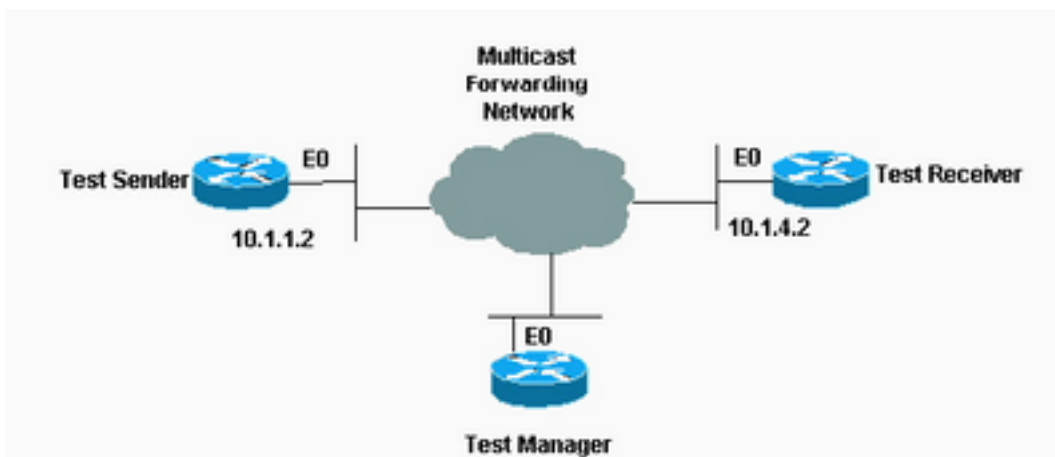 Multicast
Forwarding
Network
E0
Test Sender
10.1.1.2
E0
Test Receiver
10.1.4.2
E0
Test Manager